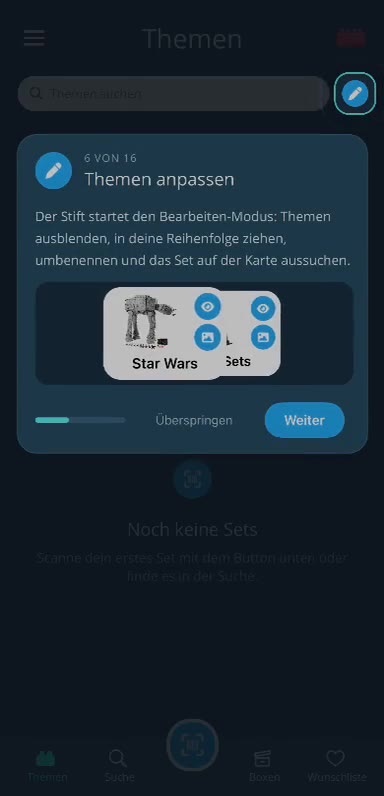 Themen
Themen suchen
6 VON 16
Themen anpassen
Der Stift startet den Bearbeiten-Modus: Themen
ausblenden, in deine Reihenfolge ziehen,
umbenennen und das Set auf der Karte aussuchen.
Star Wars
Sets
Überspringen
Weiter
Noch keine Sets
Scanne dein erstes Set mit dem Button unten oder
finde es in der Suche.
Themen
Suche
Boxen
Wunschliste